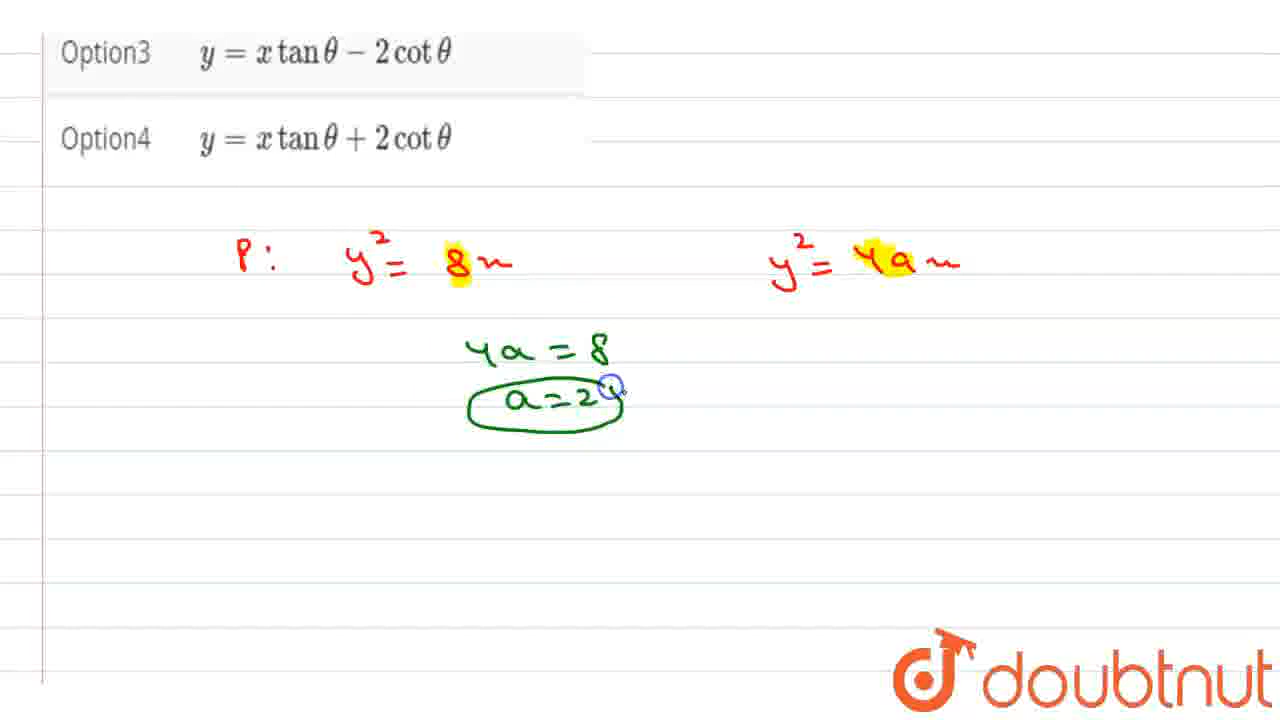 Option3 y = x tan θ − 2 cot θ
Option4 y = x tan θ + 2 cot θ
P: y² = 8x y² = 4ax
4a = 8
a = 2
doubtnut